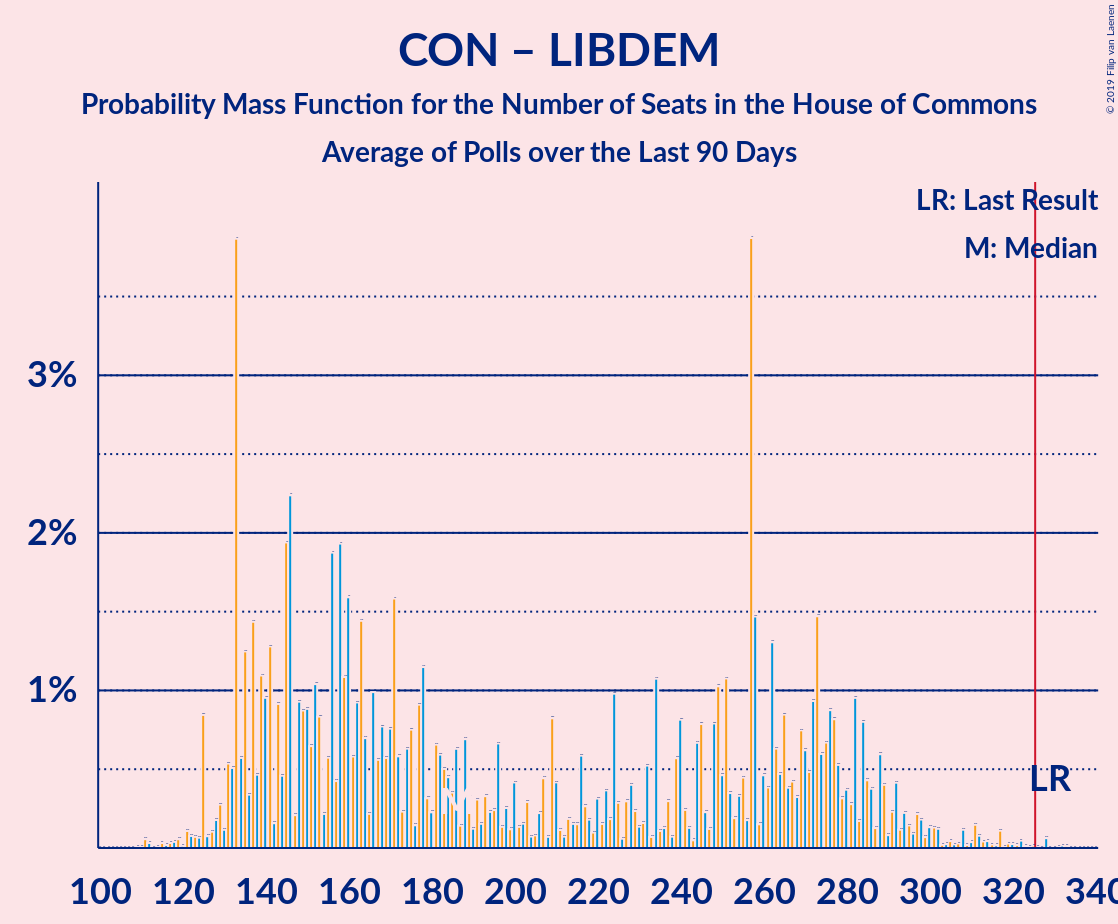 CON – LIBDEM
Probability Mass Function for the Number of Seats in the House of Commons
Average of Polls over the Last 90 Days
© 2019 Filip van Laenen
LR: Last Result
M: Median
3%
2%
1%
LR
100 120 140 160 180 200 220 240 260 280 300 320 340